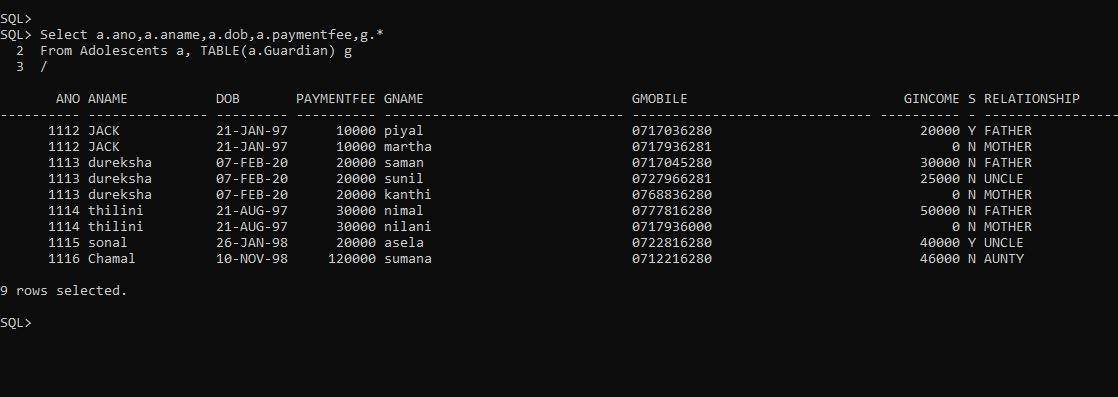 SQL>
SQL> Select a.ano,a.aname,a.dob,a.paymentfee,g.*
  2  From Adolescents a, TABLE(a.Guardian) g
  3  /
       ANO ANAME           DOB       PAYMENTFEE GNAME                          GMOBILE                           GINCOME S RELATIONSHIP
---------- --------------- --------- ---------- ------------------------------ ------------------------------ ---------- - -----------------
      1112 JACK            21-JAN-97      10000 piyal                          0717036280                          20000 Y FATHER
      1112 JACK            21-JAN-97      10000 martha                         0717936281                              0 N MOTHER
      1113 dureksha        07-FEB-20      20000 saman                          0717045280                          30000 N FATHER
      1113 dureksha        07-FEB-20      20000 sunil                          0727966281                          25000 N UNCLE
      1113 dureksha        07-FEB-20      20000 kanthi                         0768836280                              0 N MOTHER
      1114 thilini         21-AUG-97      30000 nimal                          0777816280                          50000 N FATHER
      1114 thilini         21-AUG-97      30000 nilani                         0717936000                              0 N MOTHER
      1115 sonal           26-JAN-98      20000 asela                          0722816280                          40000 Y UNCLE
      1116 Chamal          10-NOV-98     120000 sumana                         0712216280                          46000 N AUNTY
9 rows selected.
SQL>